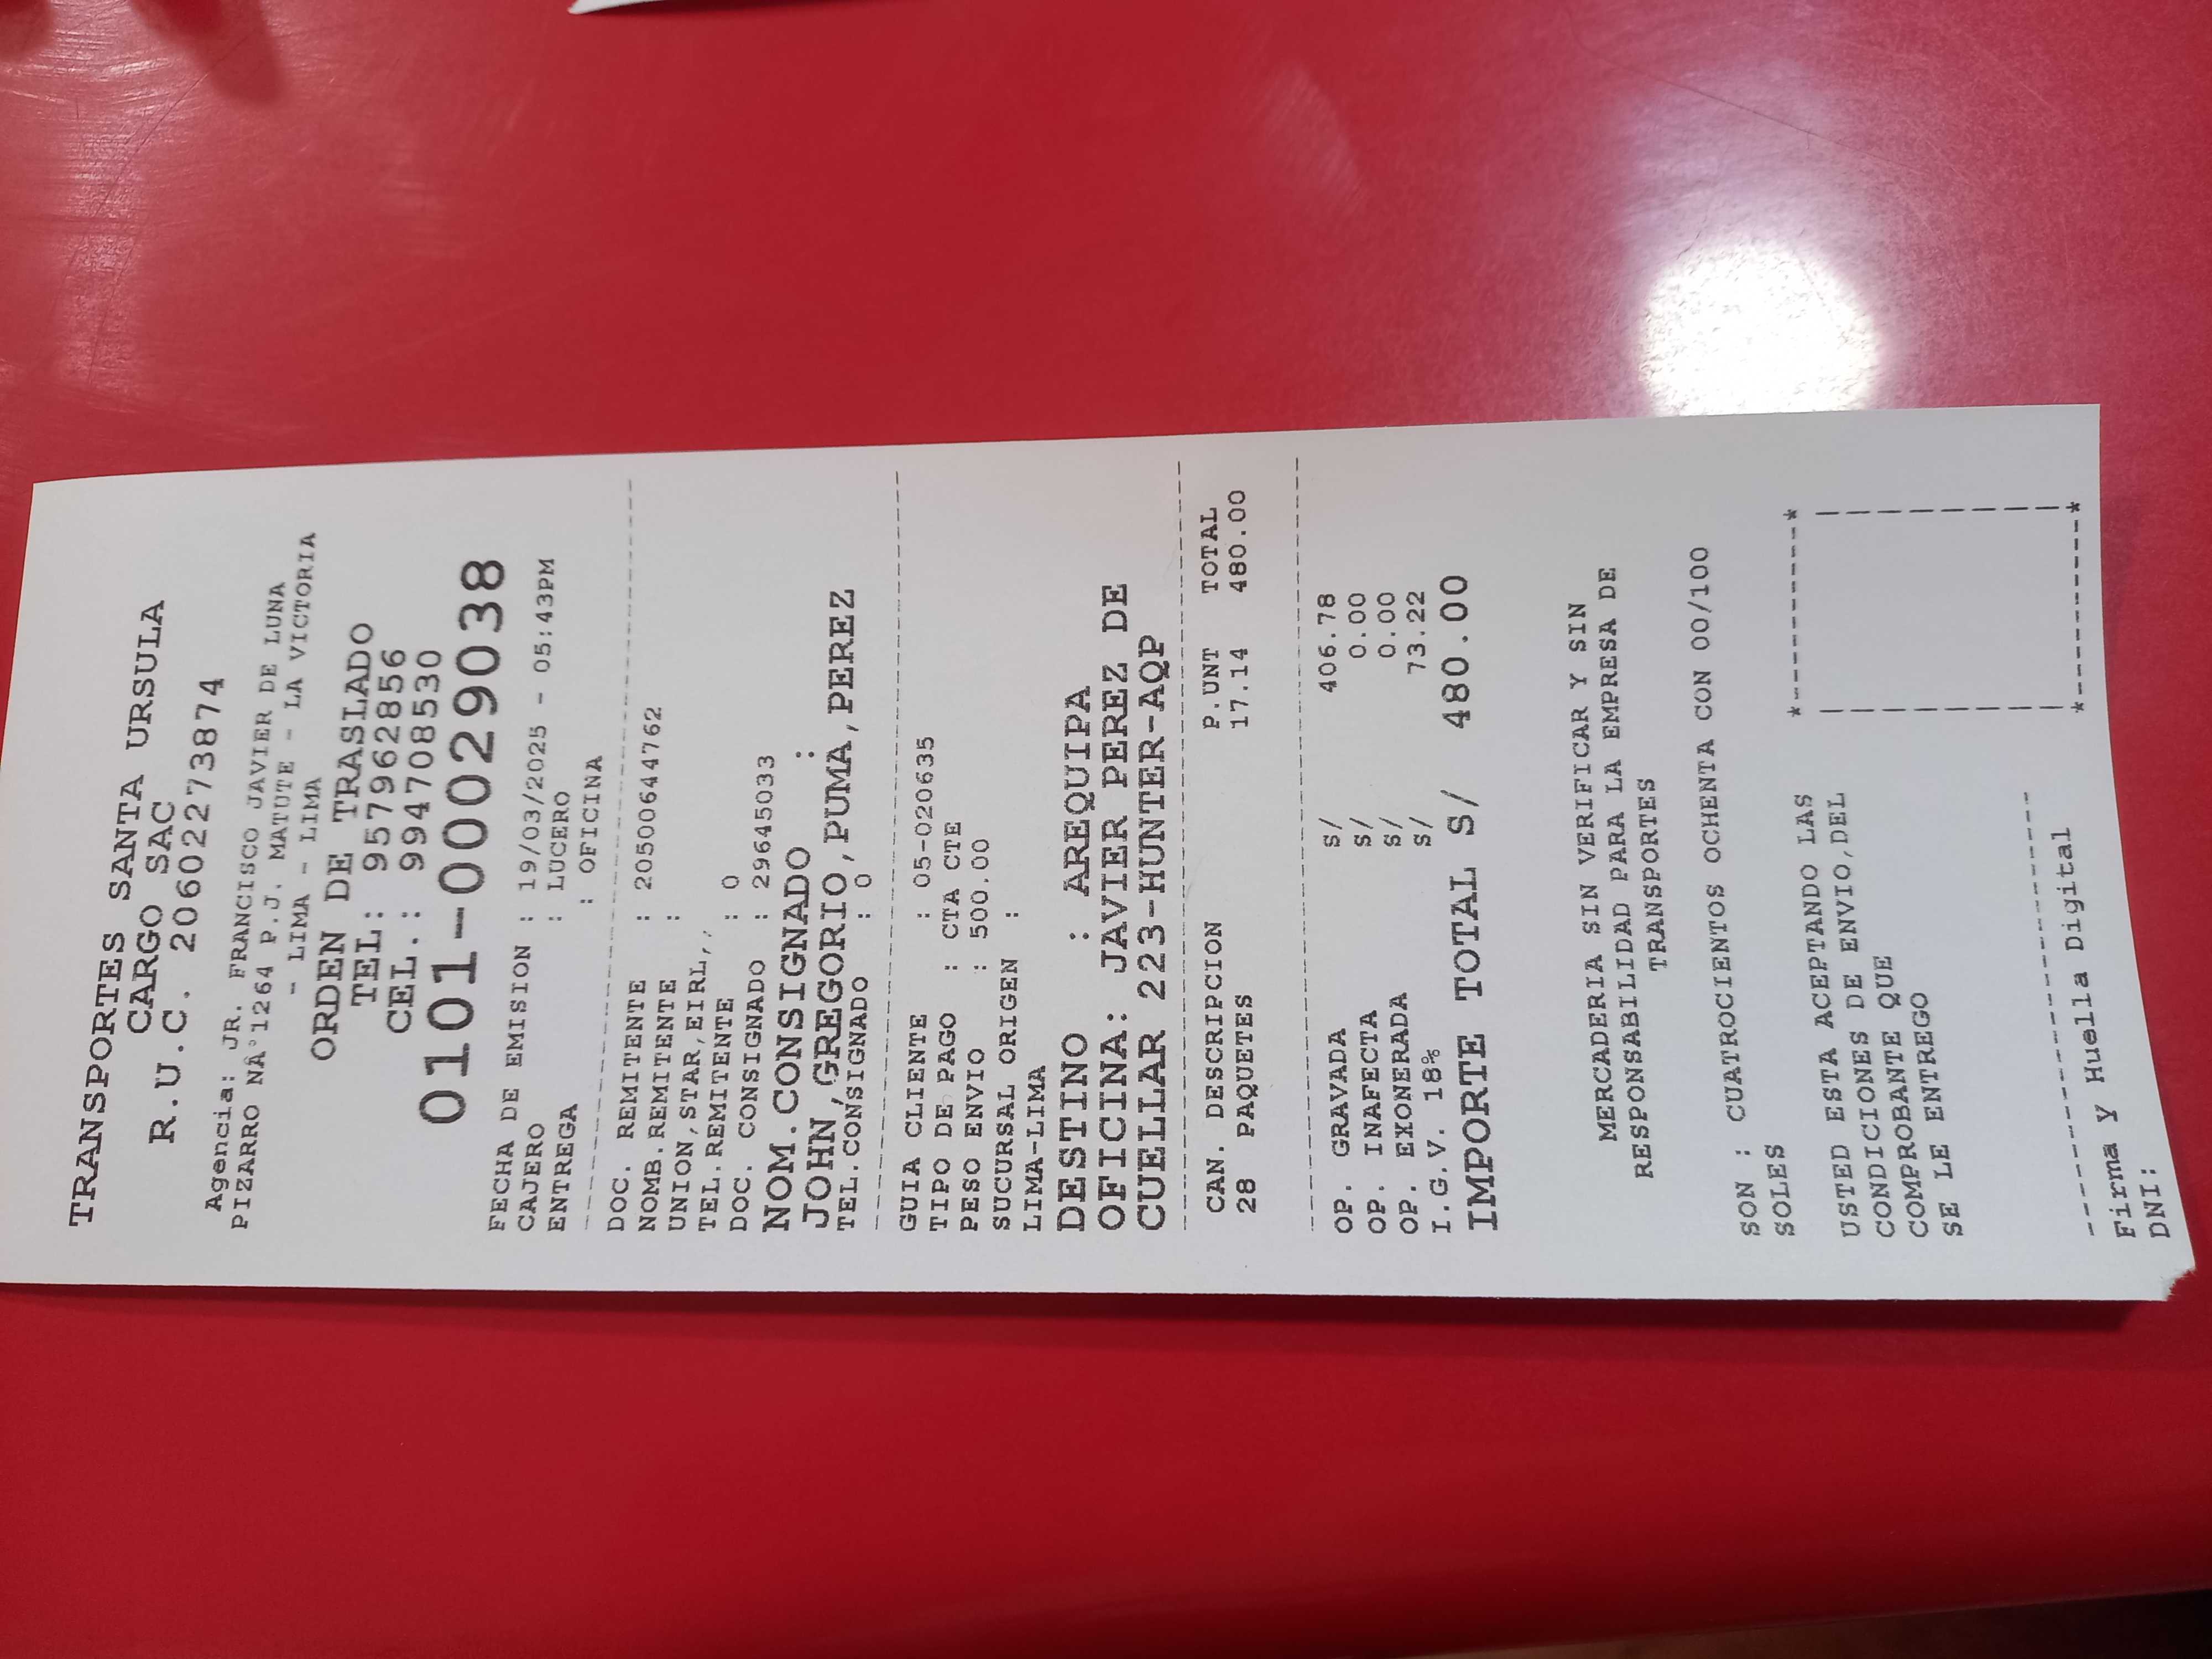 TRANSPORTES SANTA URSULA
CARGO SAC
R.U.C. 20602273874
Agencia: JR. FRANCISCO JAVIER DE LUNA
PIZARRO NÂº1264 P.J. MATUTE - LA VICTORIA
- LIMA - LIMA
ORDEN DE TRASLADO
TEL: 957962856
CEL.: 994708530
0101-00029038
FECHA DE EMISION : 19/03/2025 - 05:43PM
CAJERO : LUCERO
ENTREGA : OFICINA
DOC. REMITENTE : 20500644762
NOMB.REMITENTE :
UNION,STAR,EIRL,,
TEL.REMITENTE : 0
DOC. CONSIGNADO : 29645033
NOM.CONSIGNADO :
JOHN,GREGORIO,PUMA,PEREZ
TEL.CONSIGNADO : 0
GUIA CLIENTE : 05-020635
TIPO DE PAGO : CTA CTE
PESO ENVIO : 500.00
SUCURSAL ORIGEN :
LIMA-LIMA
DESTINO : AREQUIPA
OFICINA: JAVIER PEREZ DE
CUELLAR 223-HUNTER-AQP
CAN. DESCRIPCION P.UNT TOTAL
28 PAQUETES 17.14 480.00
OP. GRAVADA S/ 406.78
OP. INAFECTA S/ 0.00
OP. EXONERADA S/ 0.00
I.G.V. 18% S/ 73.22
IMPORTE TOTAL S/ 480.00
MERCADERIA SIN VERIFICAR Y SIN
RESPONSABILIDAD PARA LA EMPRESA DE
TRANSPORTES
SON : CUATROCIENTOS OCHENTA CON 00/100
SOLES
USTED ESTA ACEPTANDO LAS
CONDICIONES DE ENVIO,DEL
COMPROBANTE QUE
SE LE ENTREGO
Firma Y Huella Digital
DNI: